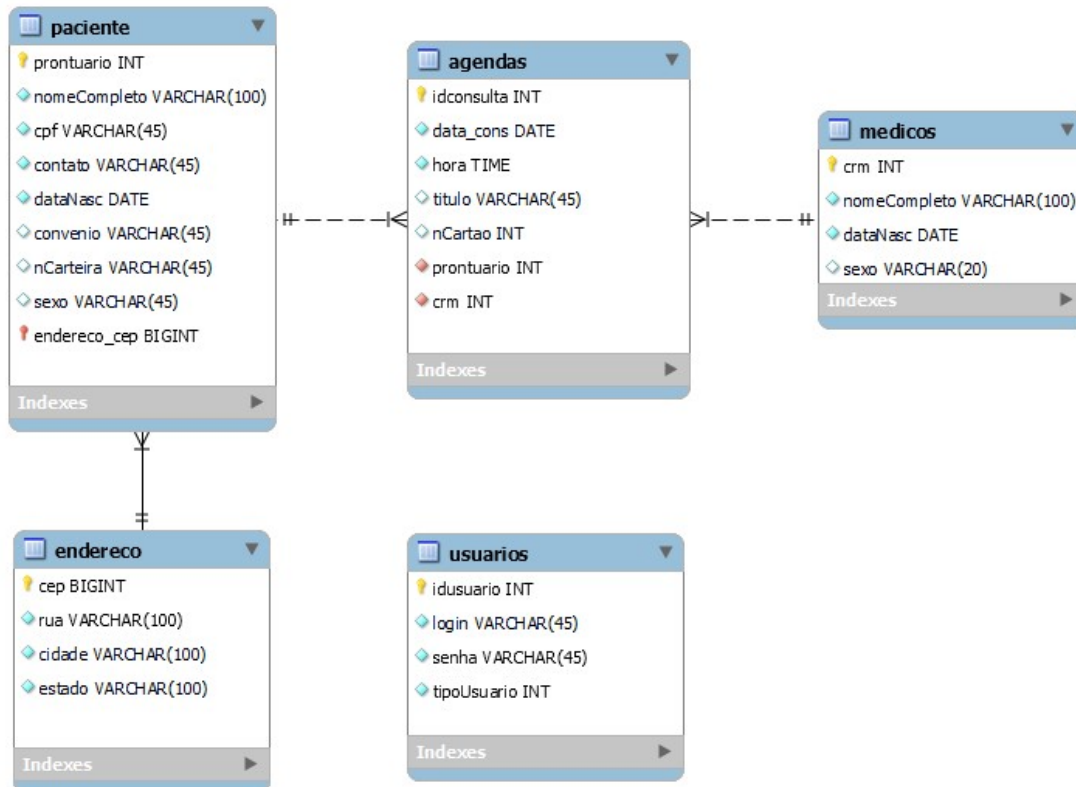 paciente
prontuario INT
nomeCompleto VARCHAR(100)
cpf VARCHAR(45)
contato VARCHAR(45)
dataNasc DATE
convenio VARCHAR(45)
nCarteira VARCHAR(45)
sexo VARCHAR(45)
endereco_cep BIGINT
Indexes
agendas
idconsulta INT
data_cons DATE
hora TIME
titulo VARCHAR(45)
nCartao INT
prontuario INT
crm INT
Indexes
medicos
crm INT
nomeCompleto VARCHAR(100)
dataNasc DATE
sexo VARCHAR(20)
Indexes
endereco
cep BIGINT
rua VARCHAR(100)
cidade VARCHAR(100)
estado VARCHAR(100)
Indexes
usuarios
idusuario INT
login VARCHAR(45)
senha VARCHAR(45)
tipoUsuario INT
Indexes